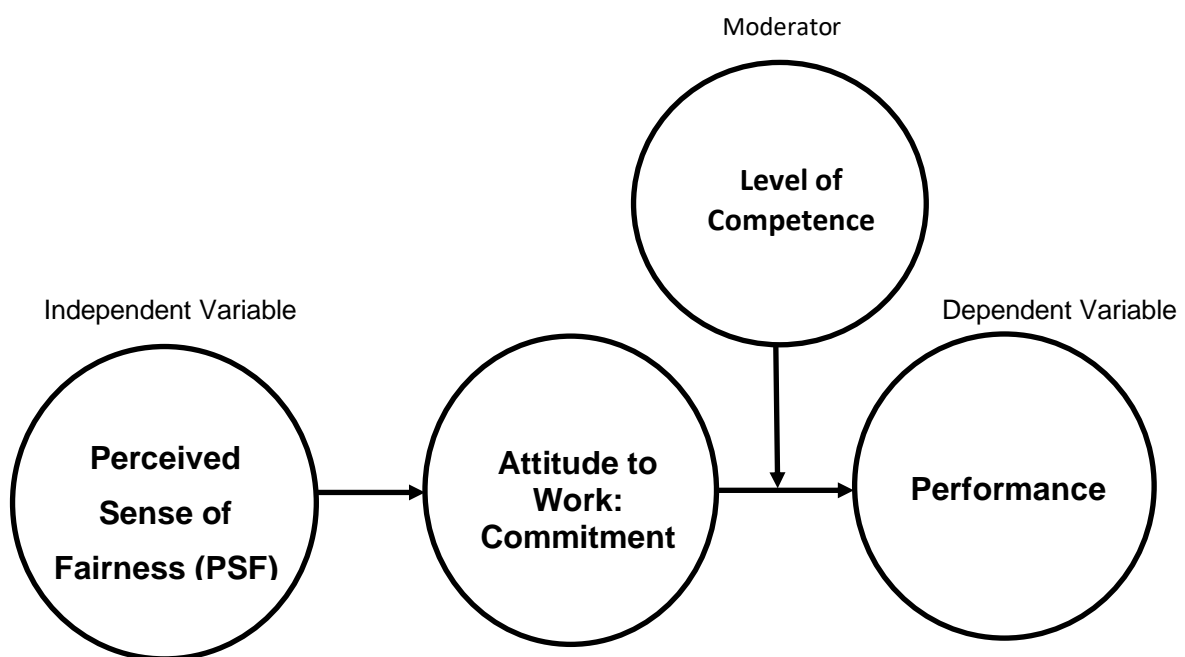 Moderator
Level of
Competence
Independent Variable
Dependent Variable
Perceived
Sense of
Fairness (PSF)
Attitude to
Work:
Commitment
Performance